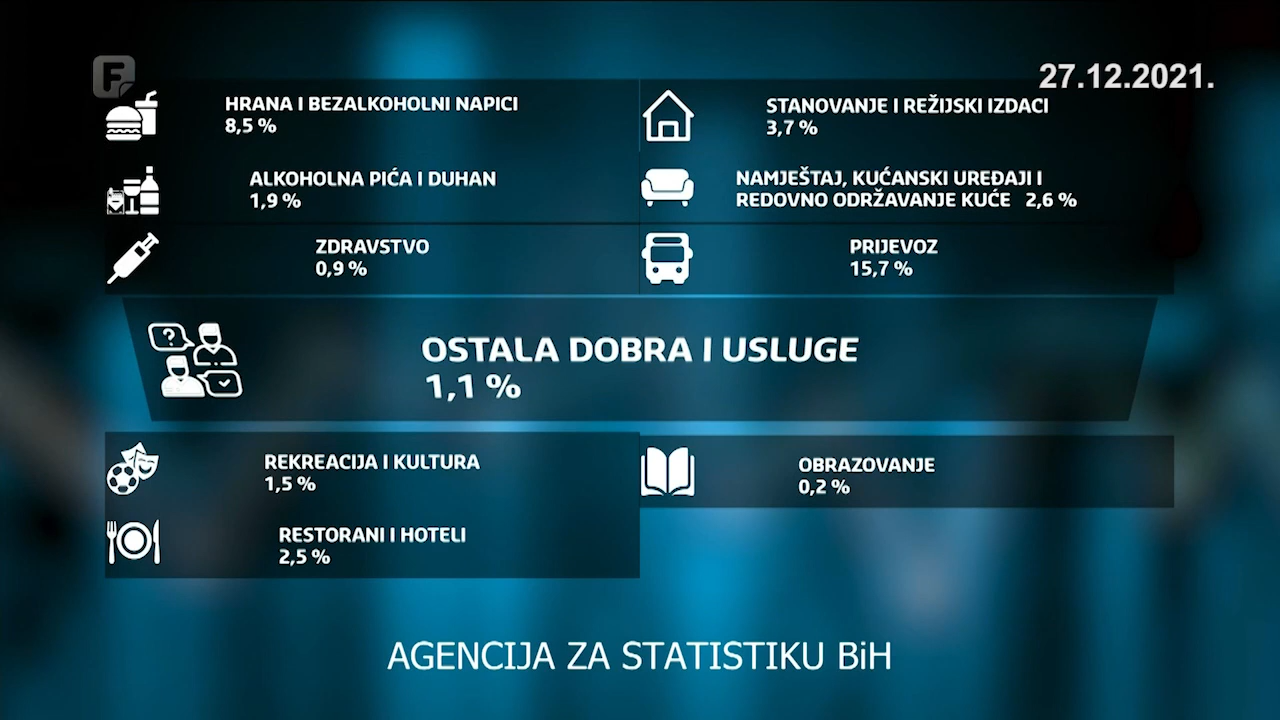 F
27.12.2021.
HRANA I BEZALKOHOLNI NAPICI
8,5 %
STANOVANJE I REŽIJSKI IZDACI
3,7 %
ALKOHOLNA PIĆA I DUHAN
1,9 %
NAMJEŠTAJ, KUĆANSKI UREĐAJI I
REDOVNO ODRŽAVANJE KUĆE 2,6 %
ZDRAVSTVO
0,9 %
PRIJEVOZ
15,7 %
?
OSTALA DOBRA I USLUGE
1,1 %
REKREACIJA I KULTURA
1,5 %
OBRAZOVANJE
0,2 %
RESTORANI I HOTELI
2,5 %
AGENCIJA ZA STATISTIKU BiH